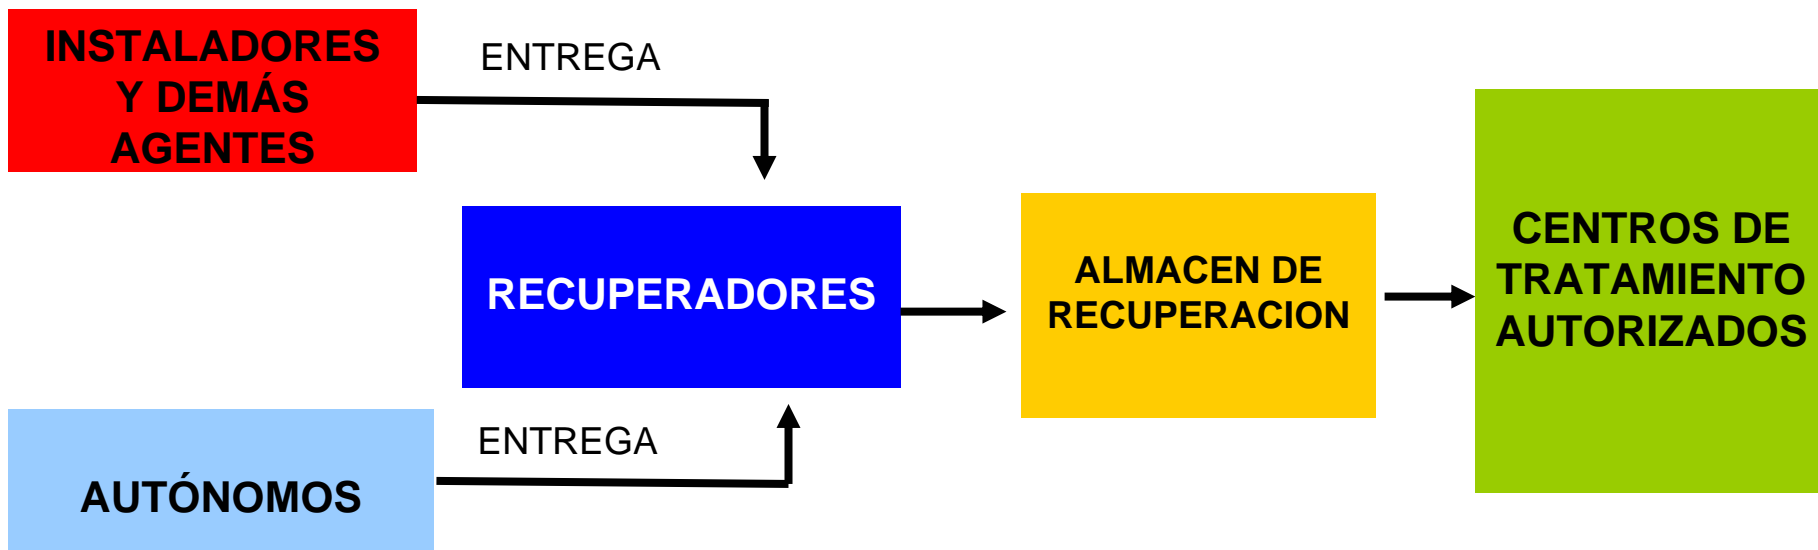 INSTALADORES
Y DEMÁS
AGENTES
ENTREGA
RECUPERADORES
ALMACEN DE
RECUPERACION
CENTROS DE
TRATAMIENTO
AUTORIZADOS
ENTREGA
AUTÓNOMOS